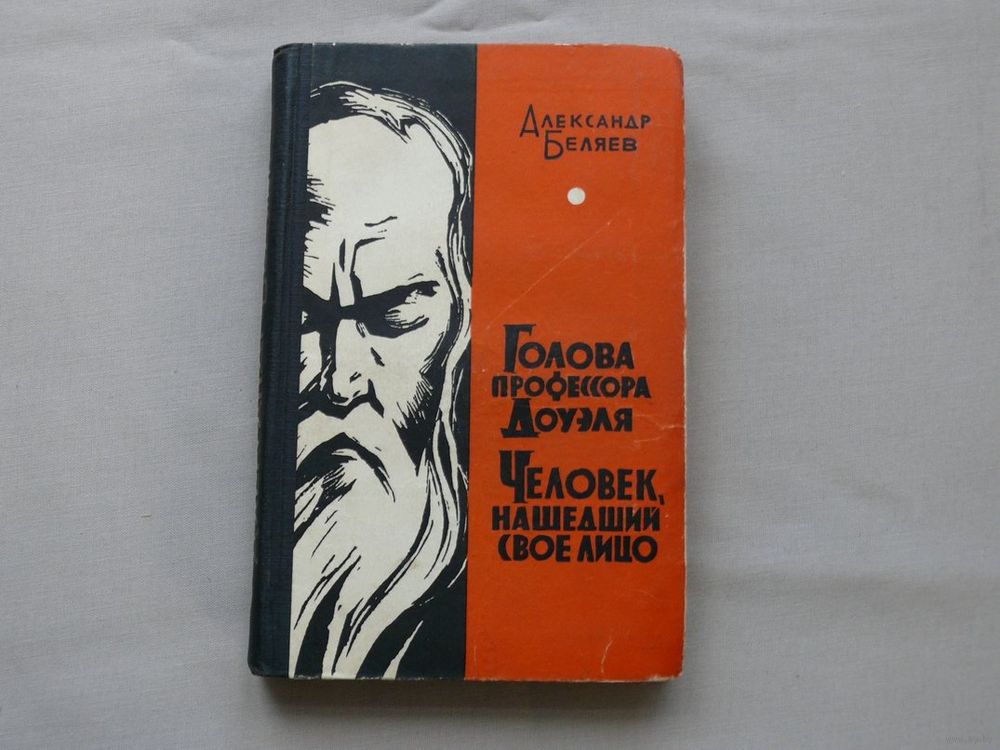 Александр
Беляев
Голова
профессора
Доуэля
Человек,
нашедший
свое лицо